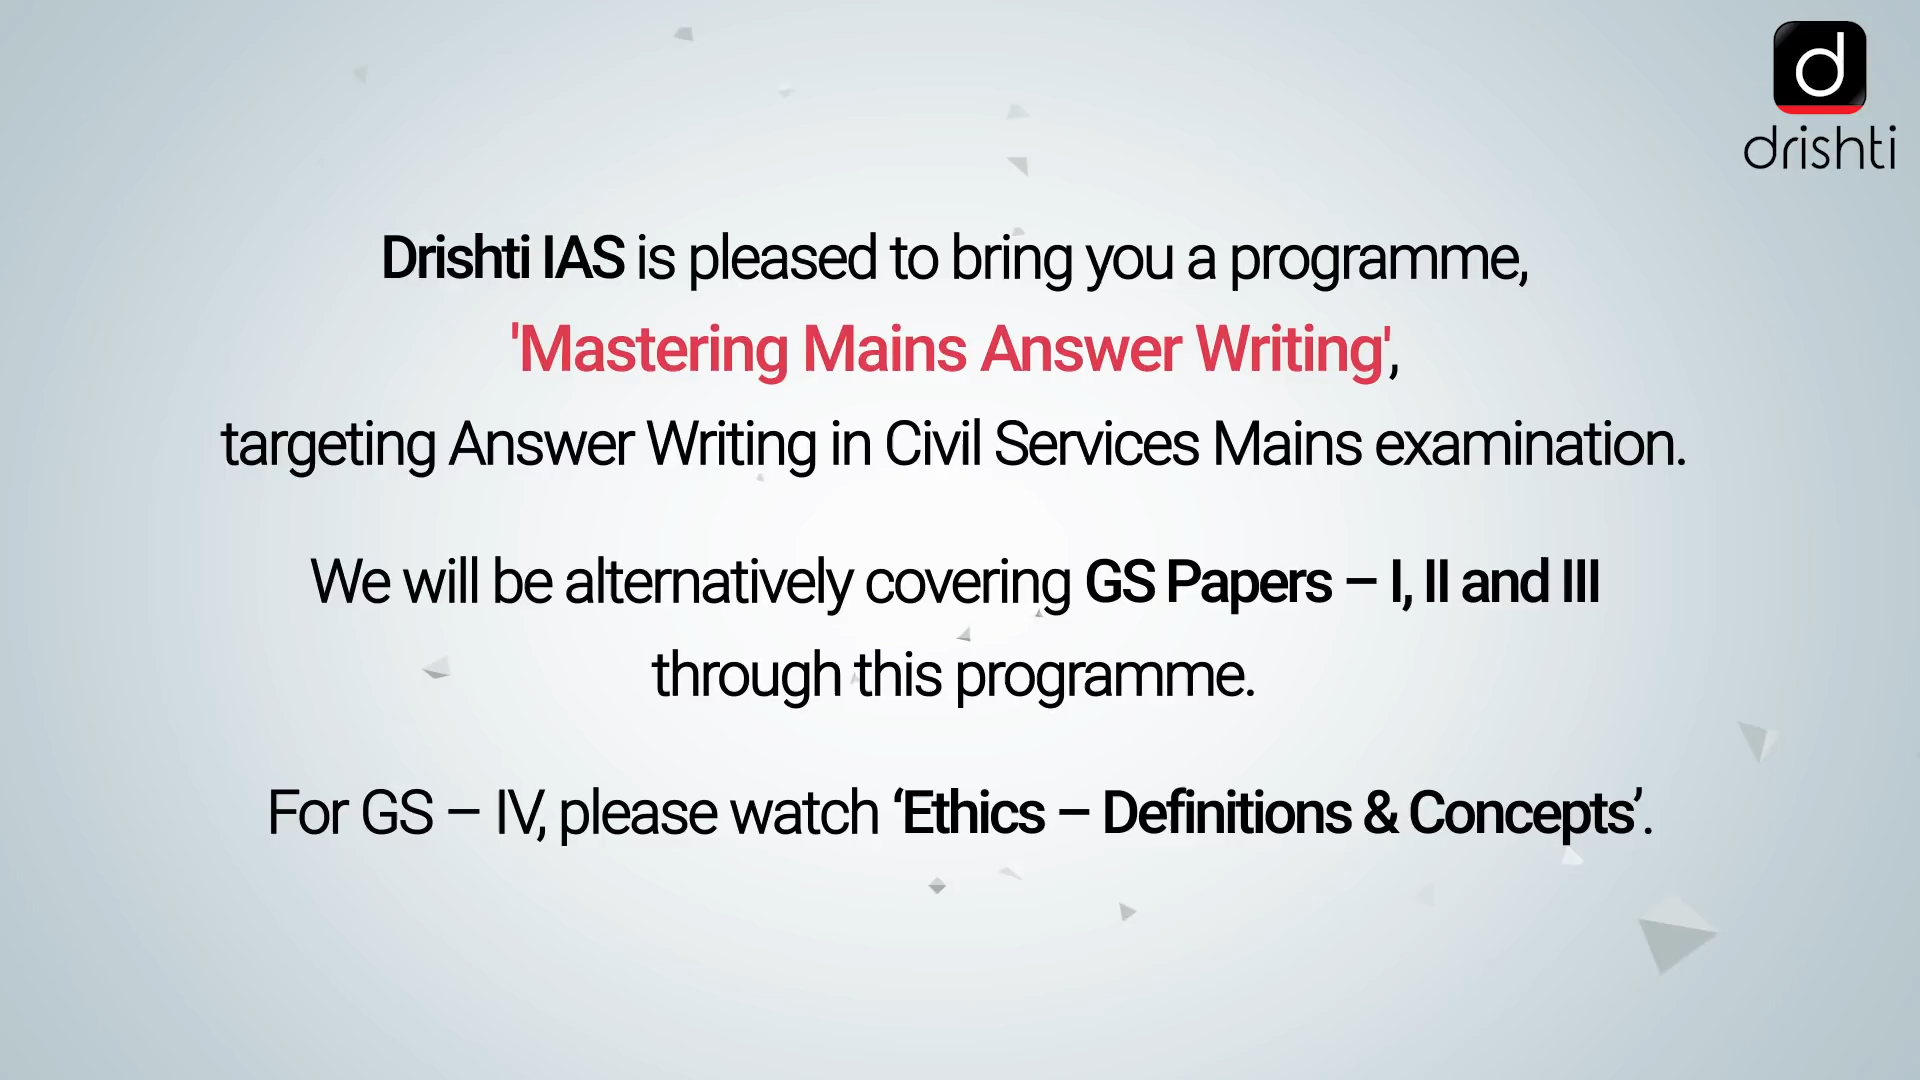 d
drishti
Drishti IAS is pleased to bring you a programme,
'Mastering Mains Answer Writing',
targeting Answer Writing in Civil Services Mains examination.
We will be alternatively covering GS Papers – I, II and III
through this programme.
For GS – IV, please watch ‘Ethics – Definitions & Concepts’.